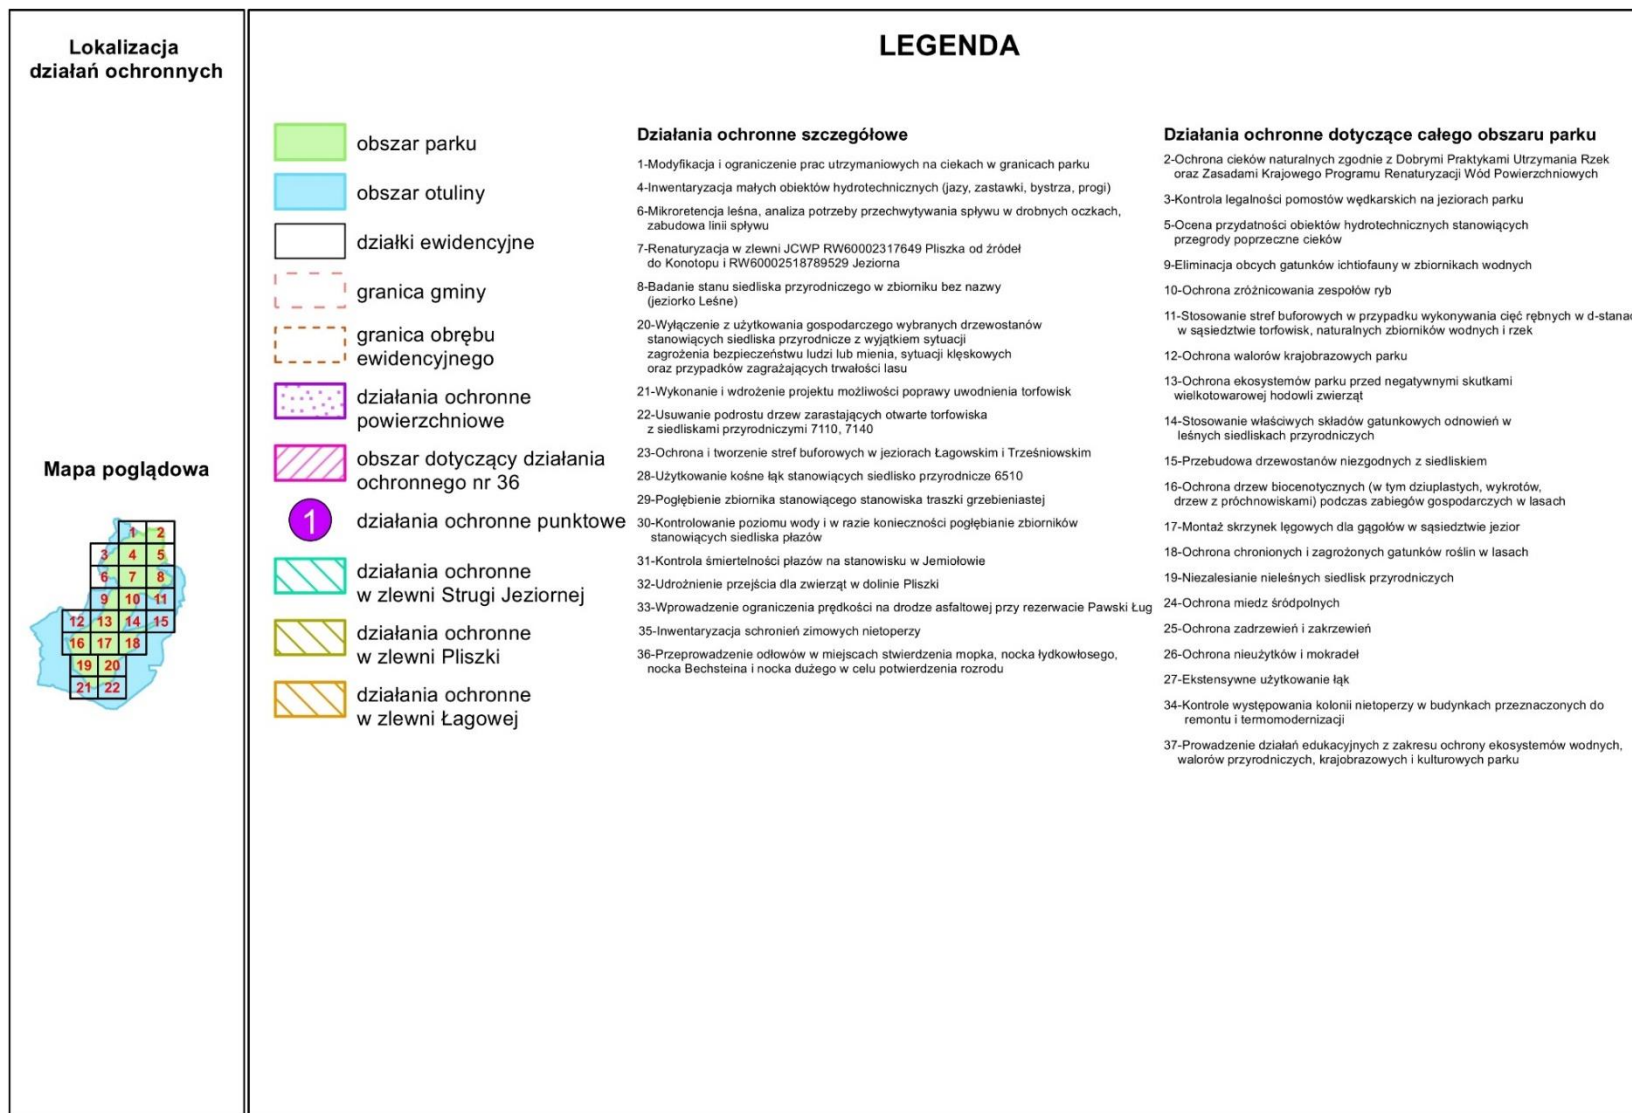 Lokalizacja
działań ochronnych
Mapa poglądowa
1 2
3 4 5
6 7 8
9 10 11
12 13 14 15
16 17 18
19 20
21 22
LEGENDA
obszar parku
obszar otuliny
działki ewidencyjne
granica gminy
granica obrębu
ewidencyjnego
działania ochronne
powierzchniowe
obszar dotyczący działania
ochronnego nr 36
1
działania ochronne punktowe
działania ochronne
w zlewni Strugi Jeziornej
działania ochronne
w zlewni Pliszki
działania ochronne
w zlewni Łagowej
Działania ochronne szczegółowe
1-Modyfikacja i ograniczenie prac utrzymaniowych na ciekach w granicach parku
4-Inwentaryzacja małych obiektów hydrotechnicznych (jazy, zastawki, bystrza, progi)
6-Mikroretencja leśna, analiza potrzeby przechwytywania spływu w drobnych oczkach,
zabudowa linii spływu
7-Renaturyzacja w zlewni JCWP RW60002317649 Pliszka od źródeł
do Konotopu i RW60002518789529 Jeziorna
8-Badanie stanu siedliska przyrodniczego w zbiorniku bez nazwy
(jeziorko Leśne)
20-Wyłączenie z użytkowania gospodarczego wybranych drzewostanów
stanowiących siedliska przyrodnicze z wyjątkiem sytuacji
zagrożenia bezpieczeństwu ludzi lub mienia, sytuacji klęskowych
oraz przypadków zagrażających trwałości lasu
21-Wykonanie i wdrożenie projektu możliwości poprawy uwodnienia torfowisk
22-Usuwanie podrostu drzew zarastających otwarte torfowiska
z siedliskami przyrodniczymi 7110, 7140
23-Ochrona i tworzenie stref buforowych w jeziorach Łagowskim i Trześniowskim
28-Użytkowanie kośne łąk stanowiących siedlisko przyrodnicze 6510
29-Pogłębienie zbiornika stanowiącego stanowiska traszki grzebieniastej
30-Kontrolowanie poziomu wody i w razie konieczności pogłębianie zbiorników
stanowiących siedliska płazów
31-Kontrola śmiertelności płazów na stanowisku w Jemiołowie
32-Udrożnienie przejścia dla zwierząt w dolinie Pliszki
33-Wprowadzenie ograniczenia prędkości na drodze asfaltowej przy rezerwacie Pawski Ług
35-Inwentaryzacja schronień zimowych nietoperzy
36-Przeprowadzenie odłowów w miejscach stwierdzenia mopka, nocka łydkowłosego,
nocka Bechsteina i nocka dużego w celu potwierdzenia rozrodu
Działania ochronne dotyczące całego obszaru parku
2-Ochrona cieków naturalnych zgodnie z Dobrymi Praktykami Utrzymania Rzek
oraz Zasadami Krajowego Programu Renaturyzacji Wód Powierzchniowych
3-Kontrola legalności pomostów wędkarskich na jeziorach parku
5-Ocena przydatności obiektów hydrotechnicznych stanowiących
przegrody poprzeczne cieków
9-Eliminacja obcych gatunków ichtiofauny w zbiornikach wodnych
10-Ochrona zróżnicowania zespołów ryb
11-Stosowanie stref buforowych w przypadku wykonywania cięć rębnych w d-stanac
w sąsiedztwie torfowisk, naturalnych zbiorników wodnych i rzek
12-Ochrona walorów krajobrazowych parku
13-Ochrona ekosystemów parku przed negatywnymi skutkami
wielkotowarowej hodowli zwierząt
14-Stosowanie właściwych składów gatunkowych odnowień w
leśnych siedliskach przyrodniczych
15-Przebudowa drzewostanów niezgodnych z siedliskiem
16-Ochrona drzew biocenotycznych (w tym dziuplastych, wykrotów,
drzew z próchnowiskami) podczas zabiegów gospodarczych w lasach
17-Montaż skrzynek lęgowych dla gągołów w sąsiedztwie jezior
18-Ochrona chronionych i zagrożonych gatunków roślin w lasach
19-Niezalesianie nieleśnych siedlisk przyrodniczych
24-Ochrona miedz śródpolnych
25-Ochrona zadrzewień i zakrzewień
26-Ochrona nieużytków i mokradeł
27-Ekstensywne użytkowanie łąk
34-Kontrole występowania kolonii nietoperzy w budynkach przeznaczonych do
remontu i termomodernizacji
37-Prowadzenie działań edukacyjnych z zakresu ochrony ekosystemów wodnych,
walorów przyrodniczych, krajobrazowych i kulturowych parku